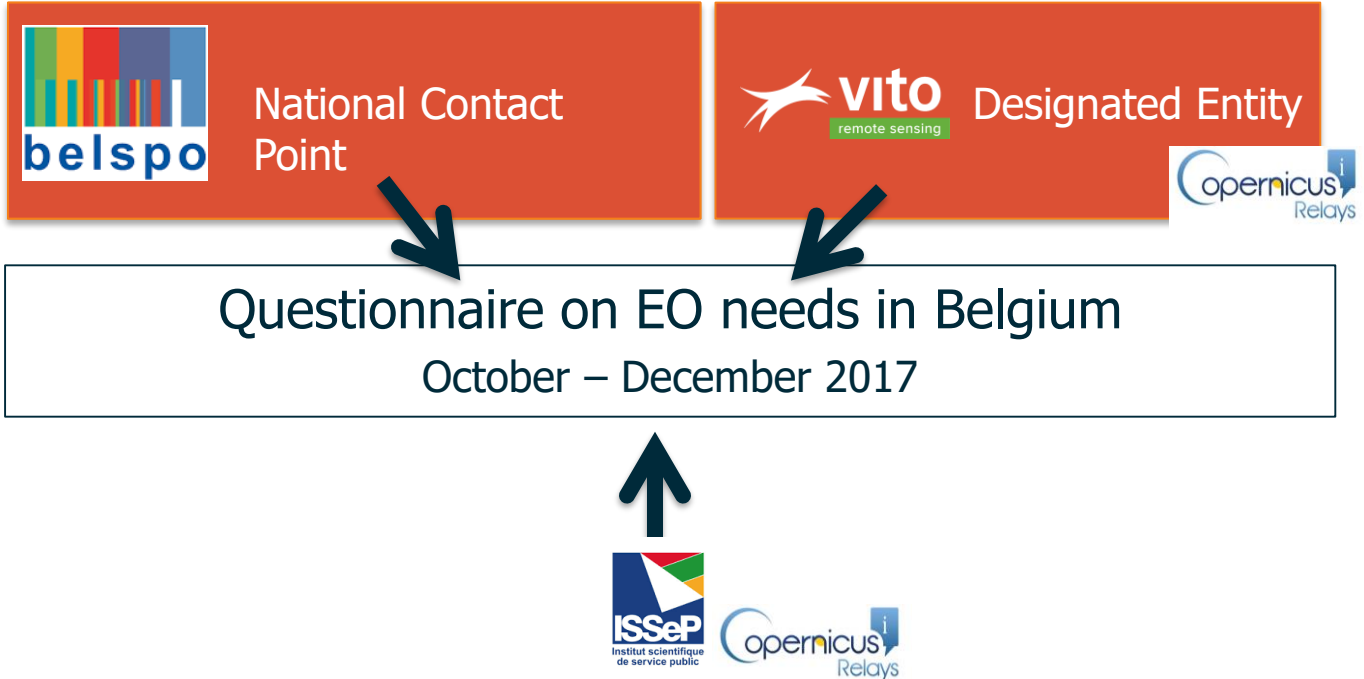 belspo
National Contact
Point
vito
remote sensing
Designated Entity
i
Copernicus
Relays
Questionnaire on EO needs in Belgium
October – December 2017
ISSeP
Institut scientifique
de service public
i
Copernicus
Relays